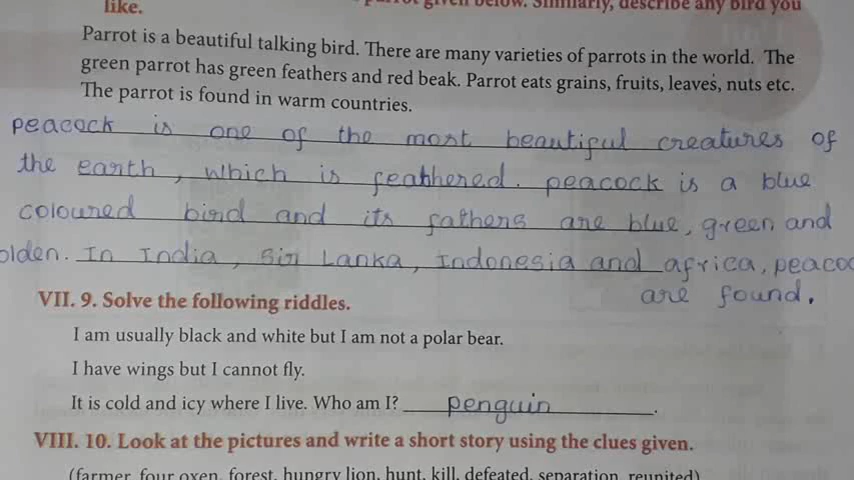 like. parrot given below. Similarly, describe any bird you
Parrot is a beautiful talking bird. There are many varieties of parrots in the world. The
green parrot has green feathers and red beak. Parrot eats grains, fruits, leaves, nuts etc.
The parrot is found in warm countries.
peacock is one of the most beautiful creatures of
the earth, which is feathered. peacock is a blue
coloured bird and its fathers are blue, green and
olden. In India, Siri Lanka, Indonesia and africa, peacoc
are found.
VII. 9. Solve the following riddles.
I am usually black and white but I am not a polar bear.
I have wings but I cannot fly.
It is cold and icy where I live. Who am I? penguin.
VIII. 10. Look at the pictures and write a short story using the clues given.
(farmer, four oxen, forest, hungry lion, hunt, kill, defeated, separation, reunited)